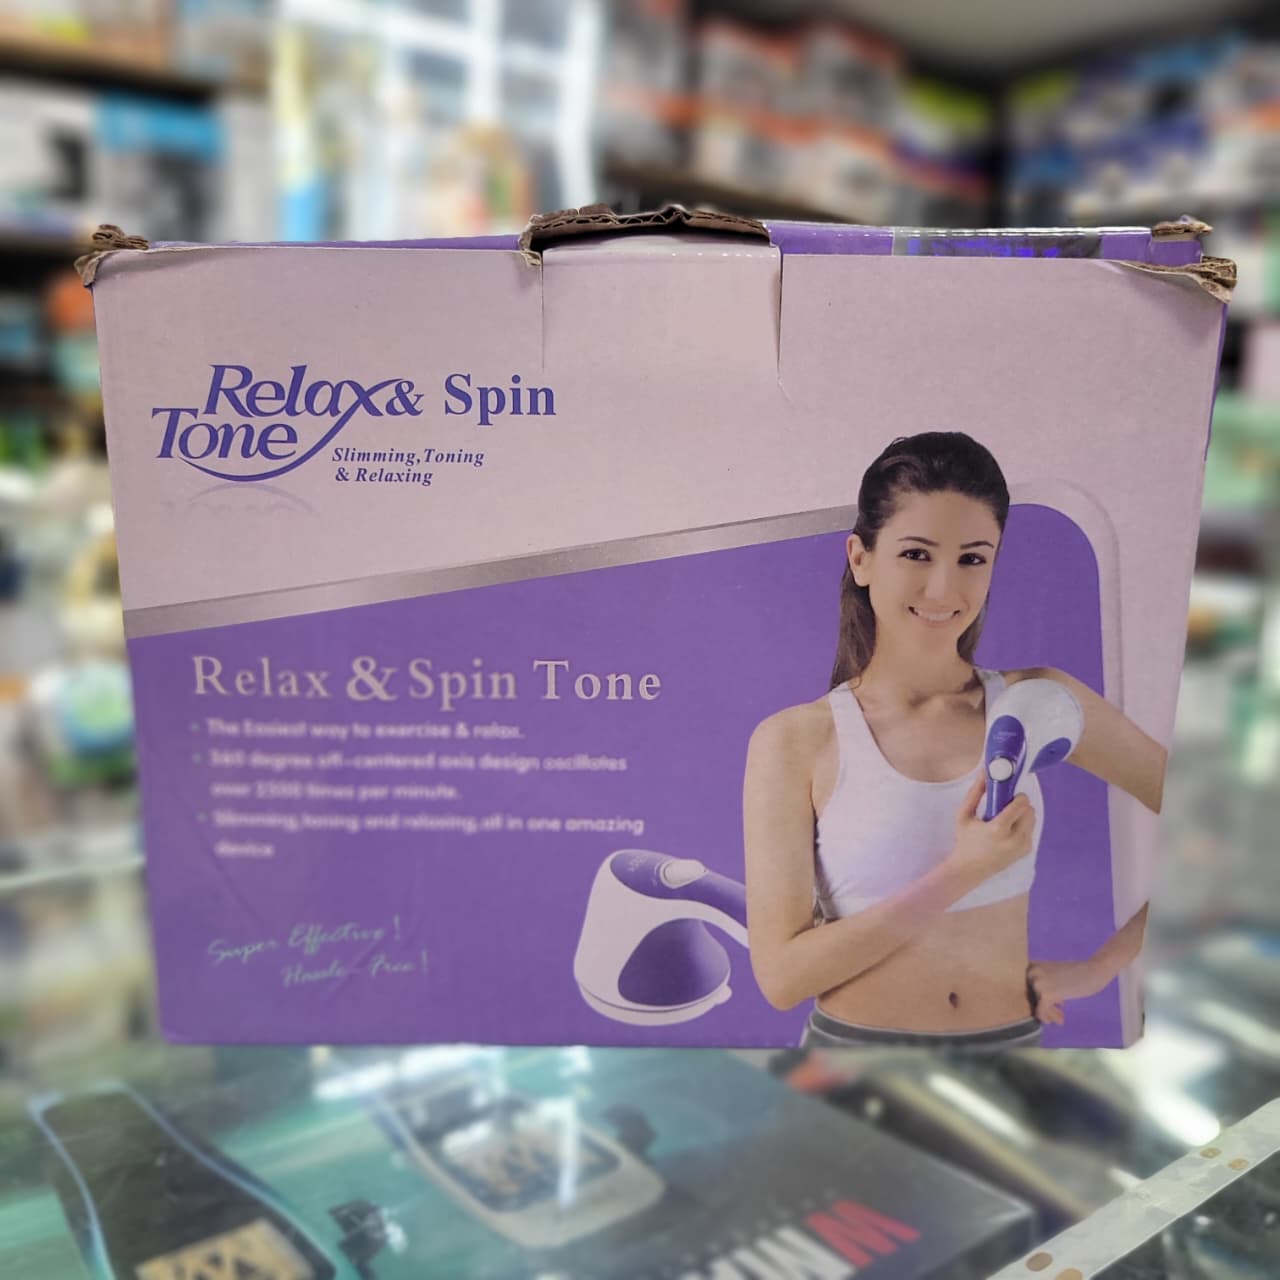 Relax & Spin
Tone
Slimming, Toning
& Relaxing
Relax & Spin Tone
• The Easiest way to exercise & relax.
• 360 degree off-centered axis design oscillates
over 2500 times per minute.
• Slimming, toning and relaxing, all in one amazing
device
Super Effective!
Hassle-Free!